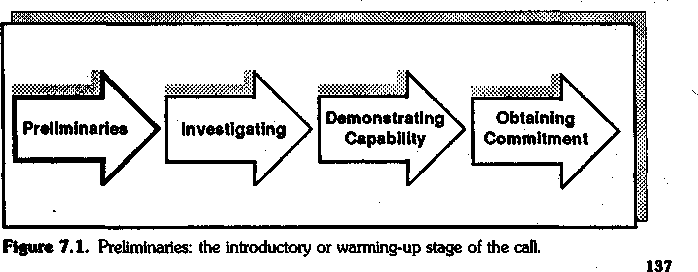 Preliminaries
Investigating
Demonstrating
Capability
Obtaining
Commitment
Figure 7.1. Preliminaries: the introductory or warming-up stage of the call.
137